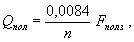 Qпол = 0,0084/n Fполз ,